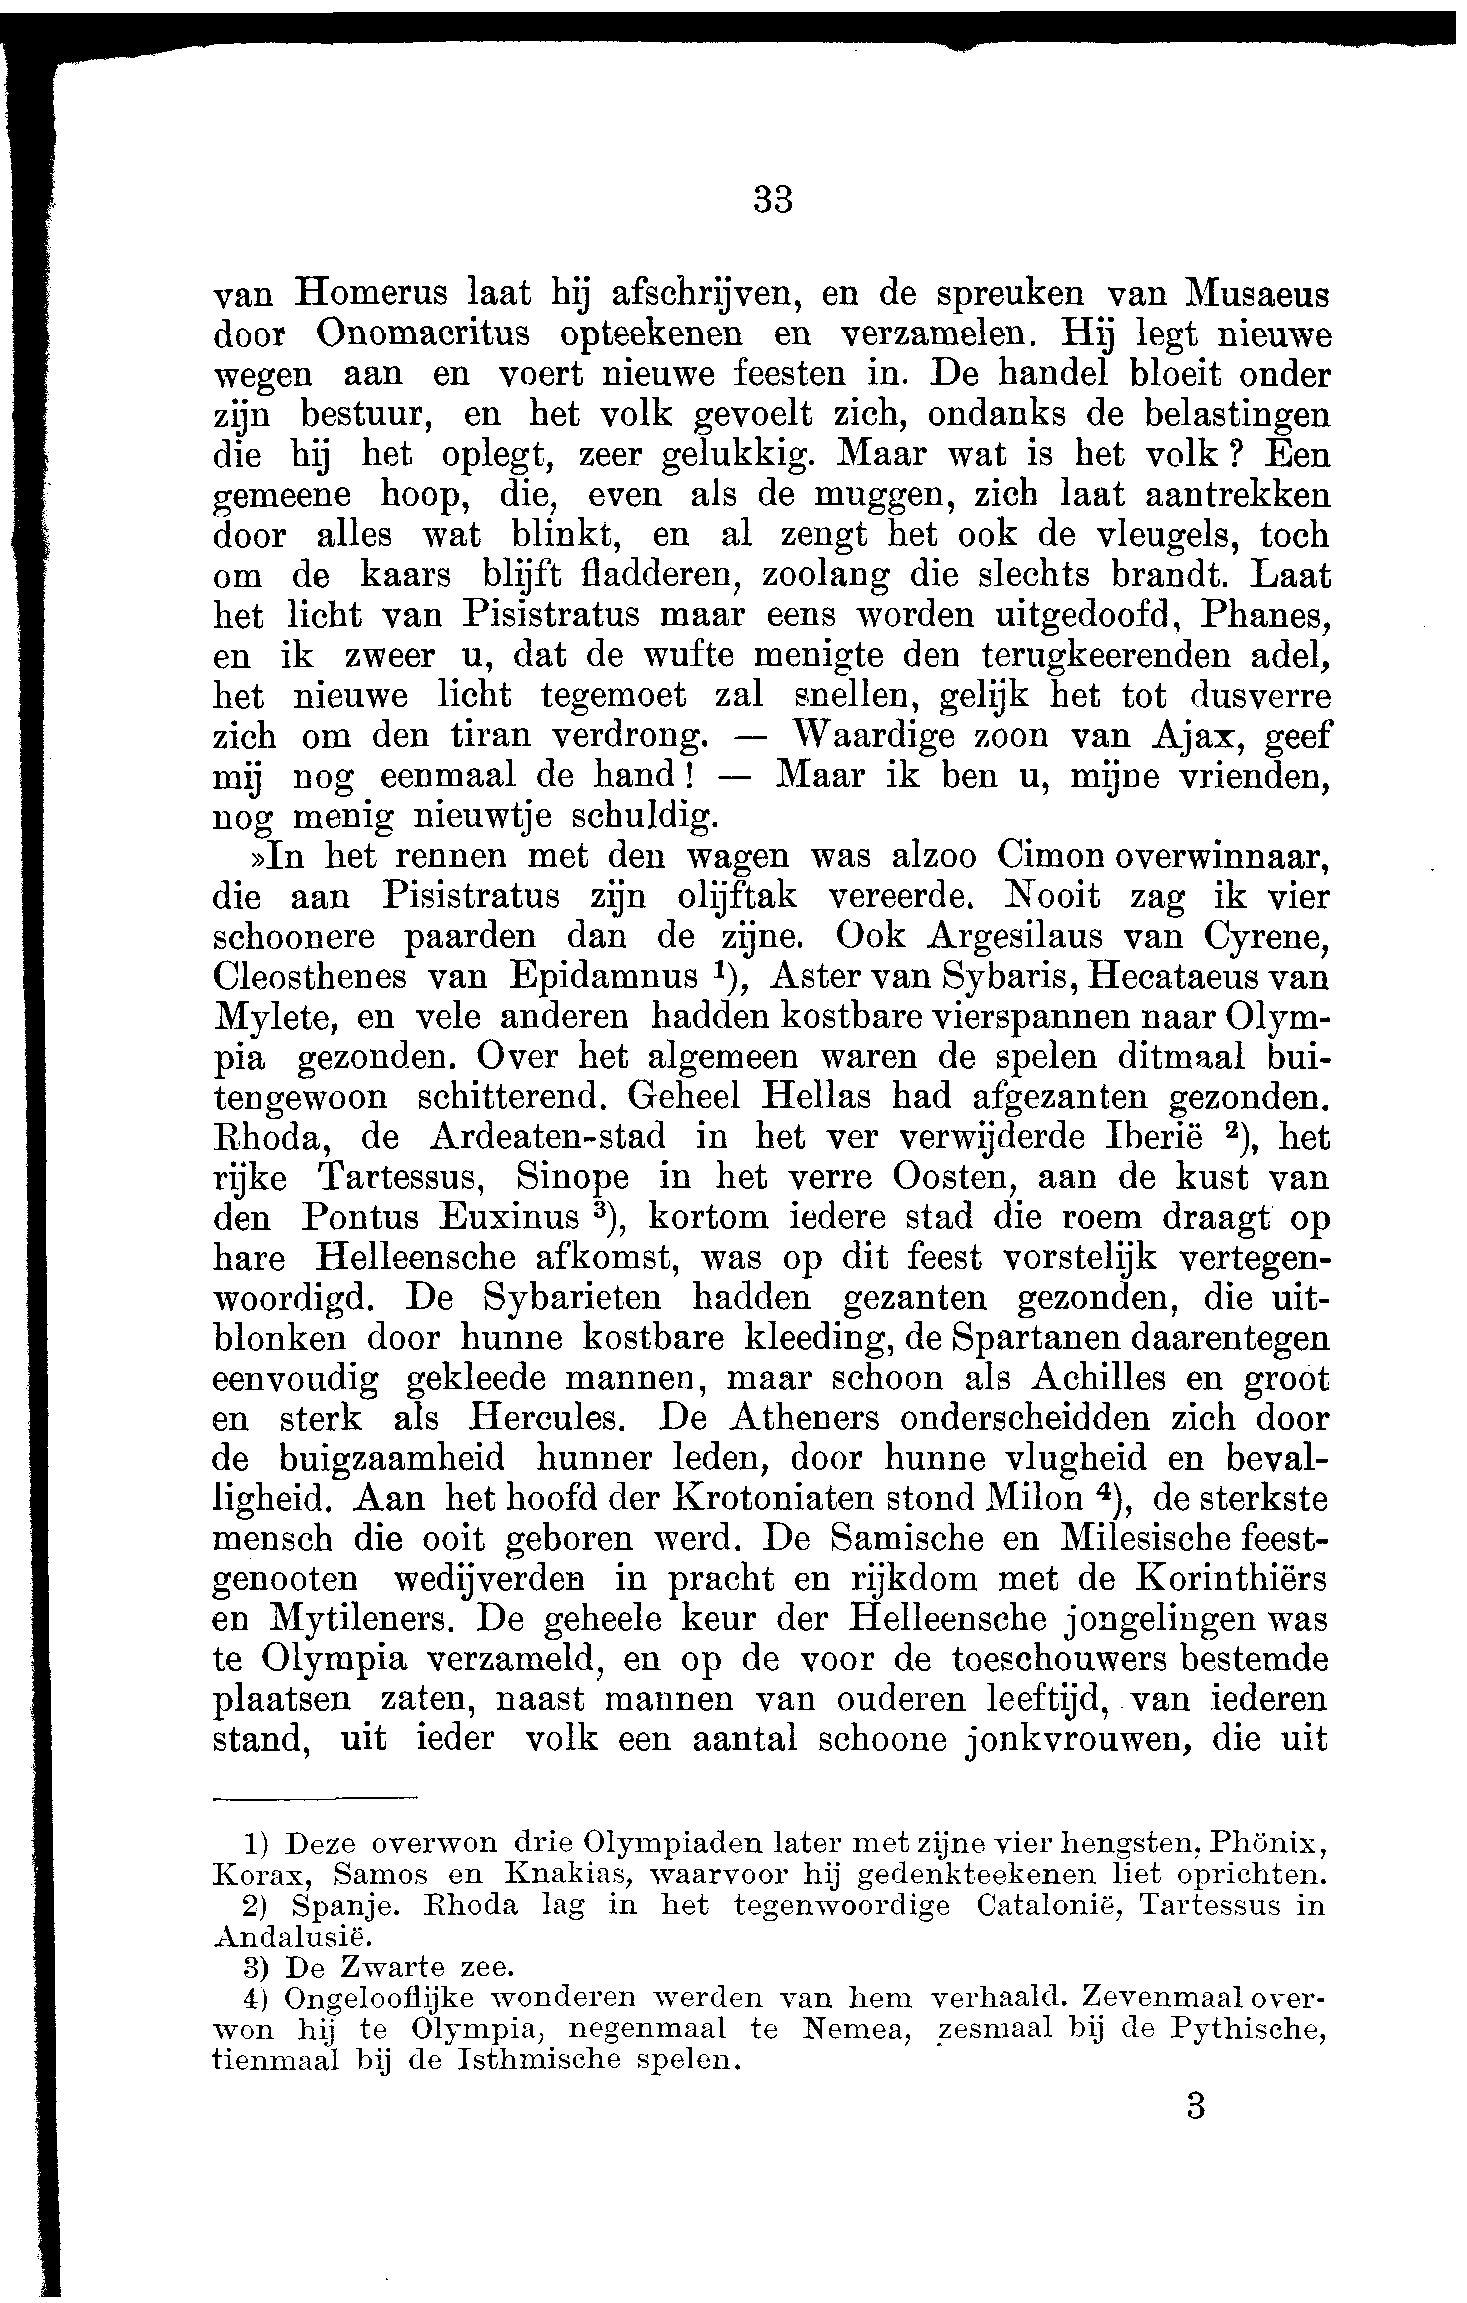 33
van Homerus laat hij afschrijven, en de spreuken van Musaeus
door Onomacritus opteekenen en verzamelen. Hij legt nieuwe
wegen aan en voert nieuwe feesten in. De handel bloeit onder
zijn bestuur, en het volk gevoelt zich, ondanks de belastingen
die hij het oplegt, zeer gelukkig. Maar wat is het volk? Een
gemeene hoop, die, even als de muggen, zich laat aantrekken
door alles wat blinkt, en al zengt het ook de vleugels, toch
om de kaars blijft fladderen, zoolang die slechts brandt. Laat
het licht van Pisistratus maar eens worden uitgedoofd, Phanes,
en ik zweer u, dat de wufte menigte den terugkeerenden adel,
het nieuwe licht tegemoet zal snellen, gelijk het tot dusverre
zich om den tiran verdrong. — Waardige zoon van Ajax, geef
mij nog eenmaal de hand! — Maar ik ben u, mijne vrienden,
nog menig nieuwtje schuldig.
»In het rennen met den wagen was alzoo Cimon overwinnaar,
die aan Pisistratus zijn olijftak vereerde. Nooit zag ik vier
schoonere paarden dan de zijne. Ook Argesilaus van Cyrene,
Cleosthenes van Epidamnus ¹), Aster van Sybaris, Hecataeus van
Mylete, en vele anderen hadden kostbare vierspannen naar Olym-
pia gezonden. Over het algemeen waren de spelen ditmaal bui-
tengewoon schitterend. Geheel Hellas had afgezanten gezonden.
Rhoda, de Ardeaten-stad in het ver verwijderde Iberië ²), het
rijke Tartessus, Sinope in het verre Oosten, aan de kust van
den Pontus Euxinus ³), kortom iedere stad die roem draagt op
hare Helleensche afkomst, was op dit feest vorstelijk vertegen-
woordigd. De Sybarieten hadden gezanten gezonden, die uit-
blonken door hunne kostbare kleeding, de Spartanen daarentegen
eenvoudig gekleede mannen, maar schoon als Achilles en groot
en sterk als Hercules. De Atheners onderscheidden zich door
de buigzaamheid hunner leden, door hunne vlugheid en beval-
ligheid. Aan het hoofd der Krotoniaten stond Milon ⁴), de sterkste
mensch die ooit geboren werd. De Samische en Milesische feest-
genooten wedijverden in pracht en rijkdom met de Korinthiërs
en Mytileners. De geheele keur der Helleensche jongelingen was
te Olympia verzameld, en op de voor de toeschouwers bestemde
plaatsen zaten, naast mannen van ouderen leeftijd, van iederen
stand, uit ieder volk een aantal schoone jonkvrouwen, die uit
1) Deze overwon drie Olympiaden later met zijne vier hengsten, Phönix,
Korax, Samos en Knakias, waarvoor hij gedenkteekenen liet oprichten.
2) Spanje. Rhoda lag in het tegenwoordige Catalonië, Tartessus in
Andalusië.
3) De Zwarte zee.
4) Ongelooflijke wonderen werden van hem verhaald. Zevenmaal over-
won hij te Olympia, negenmaal te Nemea, zesmaal bij de Pythische,
tienmaal bij de Isthmische spelen.
3